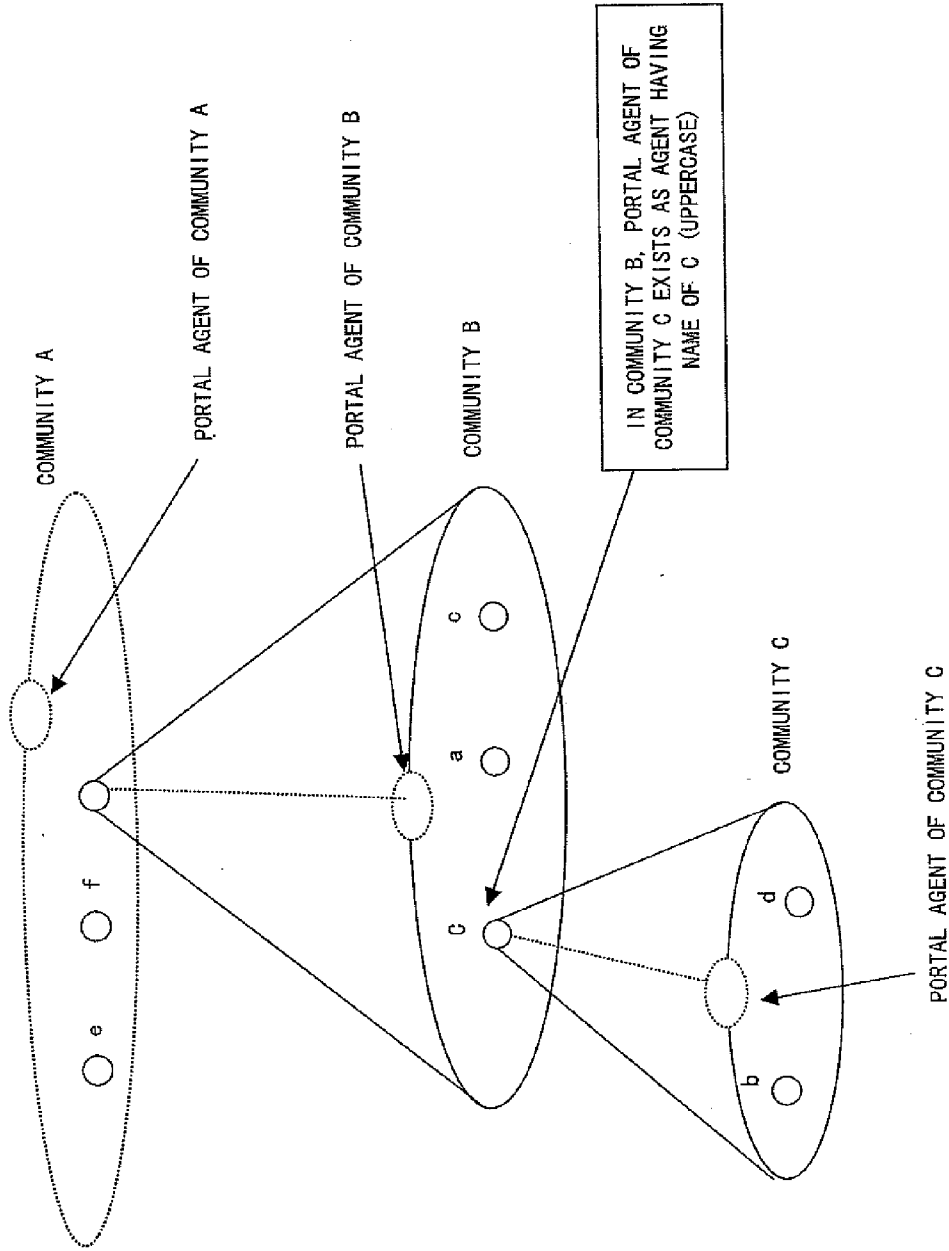 COMMUNITY A
PORTAL AGENT OF COMMUNITY A
e
f
PORTAL AGENT OF COMMUNITY B
COMMUNITY B
C
a
c
IN COMMUNITY B, PORTAL AGENT OF
COMMUNITY C EXISTS AS AGENT HAVING
NAME OF C (UPPERCASE)
COMMUNITY C
b
d
PORTAL AGENT OF COMMUNITY C